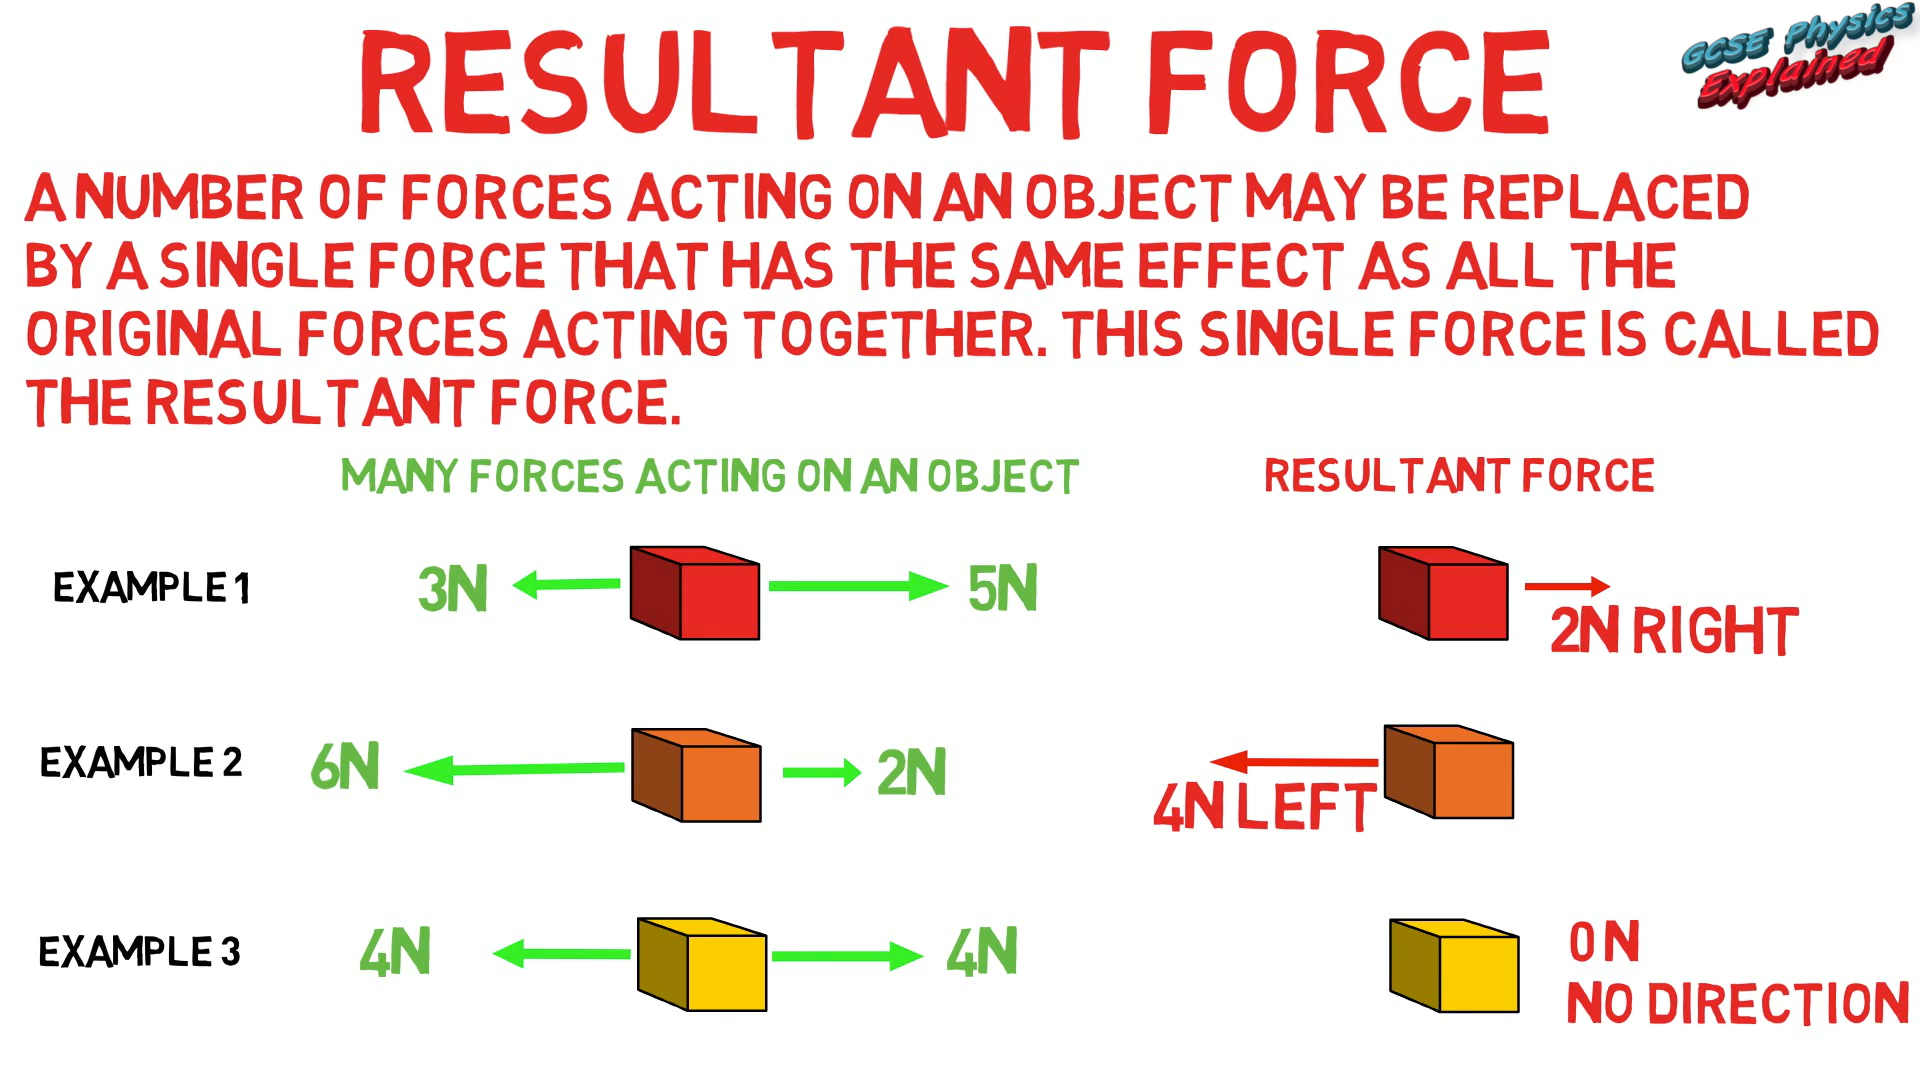 RESULTANT FORCE
GCSE Physics
Explained
A NUMBER OF FORCES ACTING ON AN OBJECT MAY BE REPLACED
BY A SINGLE FORCE THAT HAS THE SAME EFFECT AS ALL THE
ORIGINAL FORCES ACTING TOGETHER. THIS SINGLE FORCE IS CALLED
THE RESULTANT FORCE.
MANY FORCES ACTING ON AN OBJECT
RESULTANT FORCE
EXAMPLE 1
3N
5N
2N RIGHT
EXAMPLE 2
6N
2N
4N LEFT
EXAMPLE 3
4N
4N
0 N
NO DIRECTION